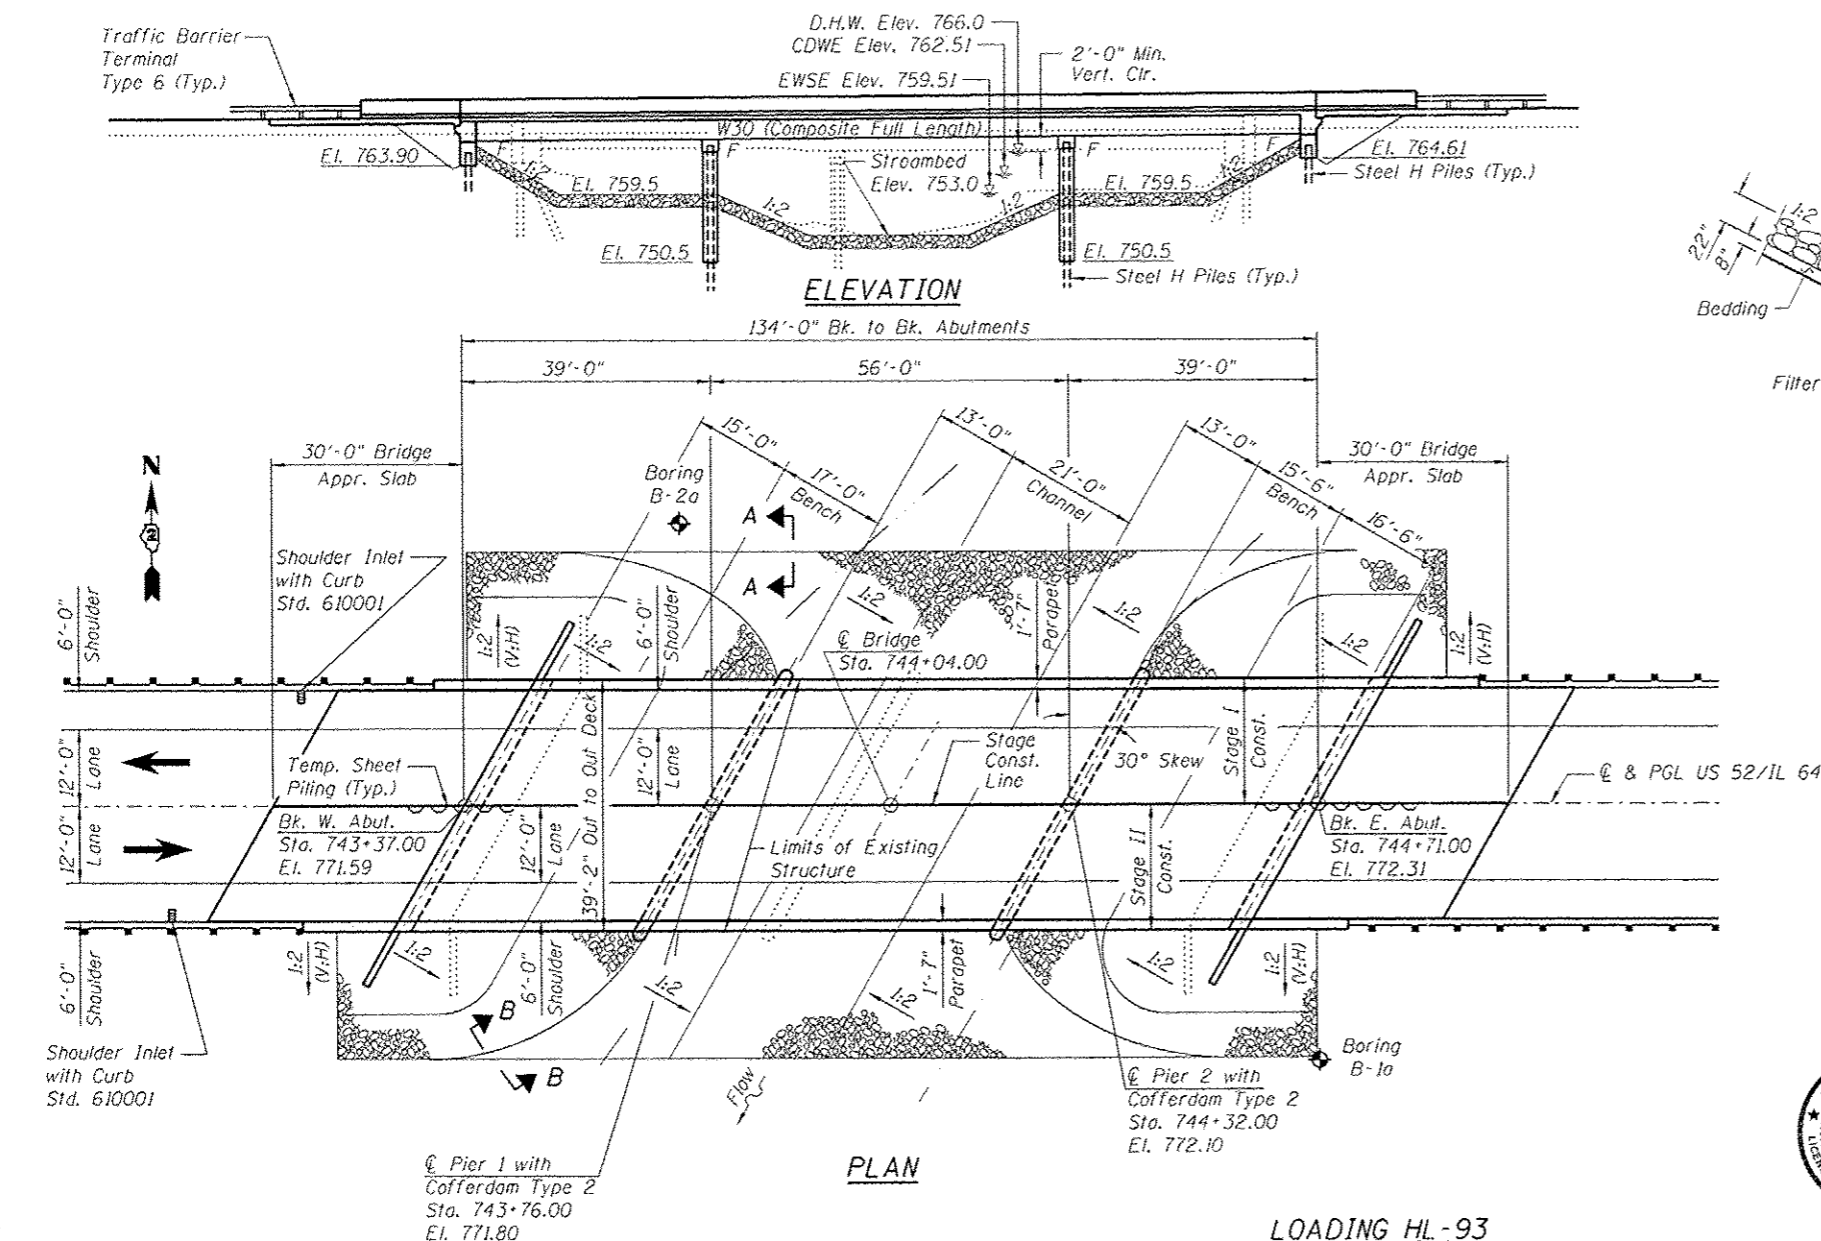 Traffic Barrier
Terminal
Type 6 (Typ.)
D.H.W. Elev. 766.0
CDWE Elev. 762.51
EWSE Elev. 759.51
2'-0" Min.
Vert. Clr.
W30 (Composite Full Length)
El. 763.90
F
F
F
El. 764.61
Steel H Piles (Typ.)
1:2
El. 759.5
Streambed
Elev. 753.0
El. 759.5
1:2
1:2
1:2
El. 750.5
El. 750.5
Steel H Piles (Typ.)
ELEVATION
1:2
22"
8"
Bedding
Filter
134'-0" Bk. to Bk. Abutments
39'-0"
56'-0"
39'-0"
30'-0" Bridge
Appr. Slab
30'-0" Bridge
Appr. Slab
15'-0"
17'-0"
Bench
13'-0"
21'-0"
Channel
13'-0"
15'-6"
Bench
16'-6"
N
Boring
B-2a
A
A
Shoulder Inlet
with Curb
Std. 610001
6'-0"
Shoulder
1:2
(V:H)
1:2
6'-0"
Shoulder
1:2
1'-7"
Parapet
1:2
1:2
1:2
(V:H)
℄ Bridge
Sta. 744+04.00
12'-0"
Lane
12'-0"
Lane
Temp. Sheet
Piling (Typ.)
39'-2" Out to Out Deck
12'-0"
Lane
Stage
Const.
Line
30° Skew
Stage I
Const.
℄ & PGL US 52/IL 64
Bk. W. Abut.
Sta. 743+37.00
El. 771.59
12'-0"
Lane
Limits of Existing
Structure
Stage II
Const.
Bk. E. Abut.
Sta. 744+71.00
El. 772.31
6'-0"
Shoulder
1:2
(V:H)
1:2
6'-0"
Shoulder
1:2
1:2
1'-7"
Parapet
1:2
1:2
(V:H)
B
B
Shoulder Inlet
with Curb
Std. 610001
Flow
Boring
B-1a
℄ Pier 2 with
Cofferdam Type 2
Sta. 744+32.00
El. 772.10
℄ Pier 1 with
Cofferdam Type 2
Sta. 743+76.00
El. 771.80
PLAN
LOADING HL-93